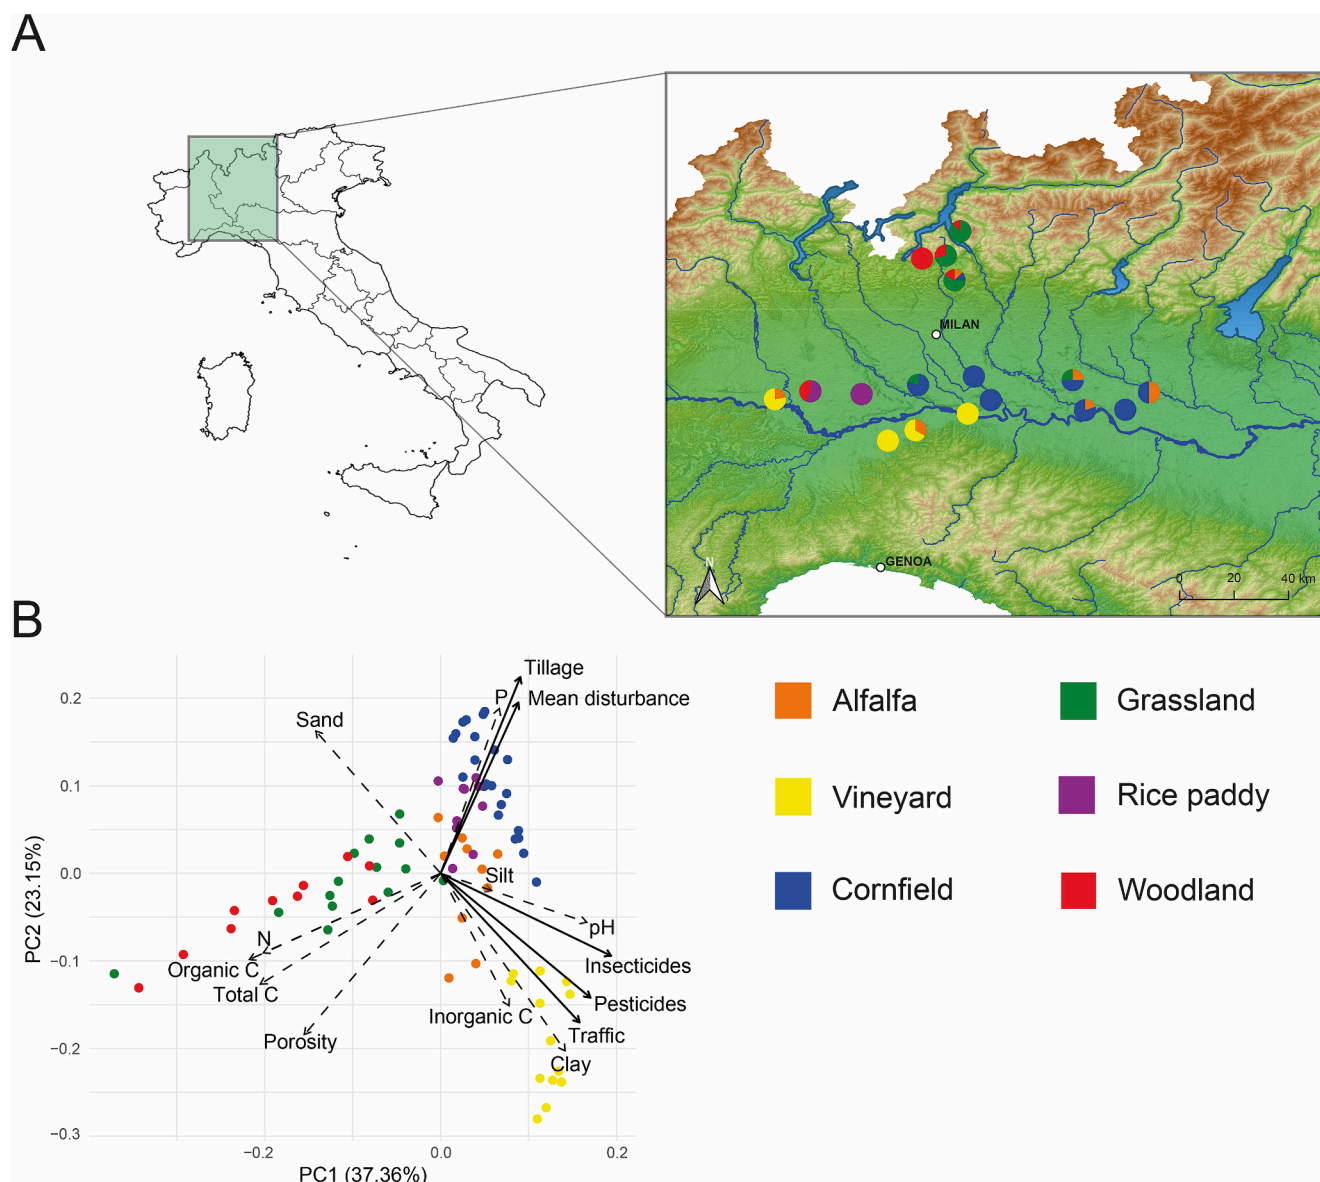 A
MILAN
GENOA
N
0 20 40 km
B
Tillage
P
Mean disturbance
Sand
0.2
0.1
0.0
−0.1
−0.2
−0.3
Silt
pH
N
Organic C
Insecticides
Total C
Pesticides
Inorganic C
Traffic
Porosity
Clay
−0.2 0.0 0.2
PC1 (37.36%)
PC2 (23.15%)
Alfalfa
Grassland
Vineyard
Rice paddy
Cornfield
Woodland